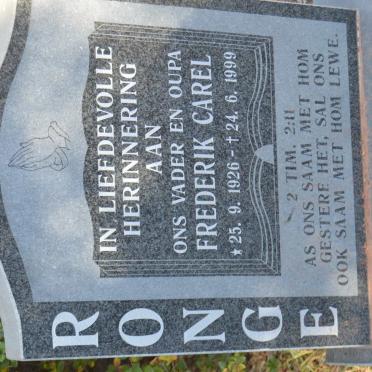 IN LIEFDEVOLLE
HERINNERING
AAN
ONS VADER EN OUPA
FREDERIK CAREL
★ 25. 9. 1926 - † 24. 6. 1999
2 TIM. 2:11
AS ONS SAAM MET HOM
GESTERF HET, SAL ONS
OOK SAAM MET HOM LEWE.
RONGE